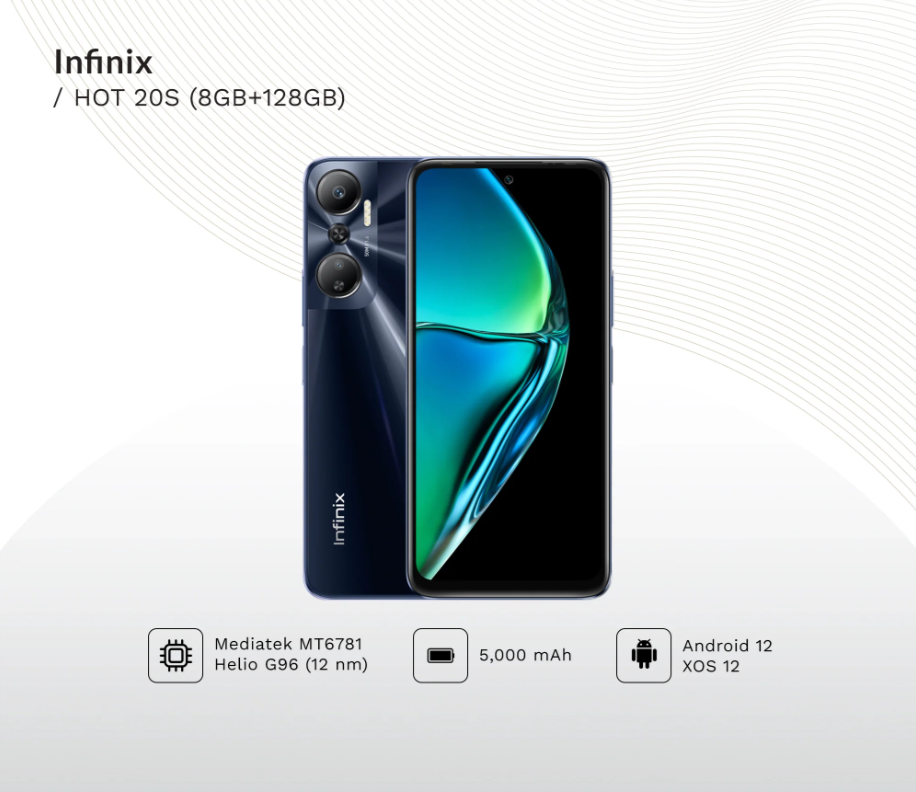 Infinix
/ HOT 20S (8GB+128GB)
Infinix
Mediatek MT6781
Helio G96 (12 nm)
5,000 mAh
Android 12
XOS 12